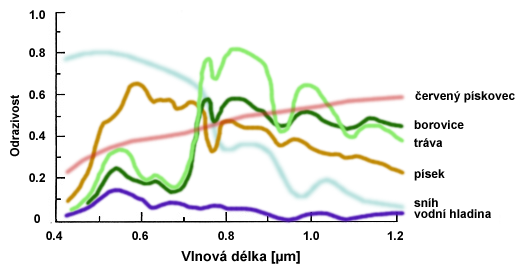 1.0
0.8
0.6
0.4
0.2
0
Odrazivost
0.4
0.6
0.8
1.0
1.2
Vlnová délka [µm]
červený pískovec
borovice
tráva
písek
sníh
vodní hladina